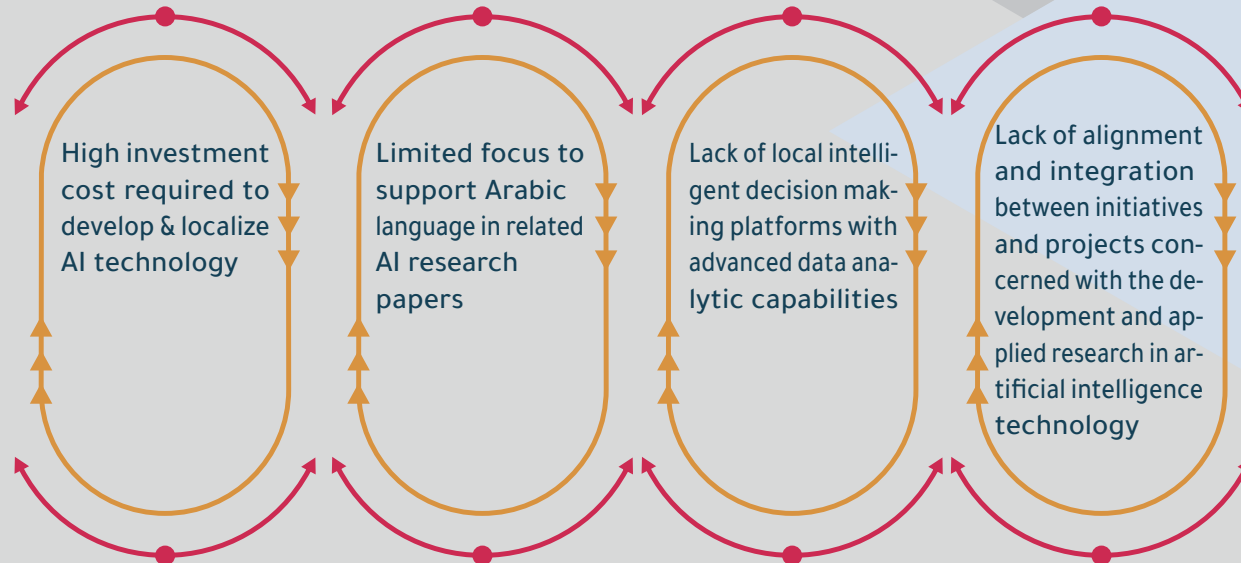 High investment
cost required to
develop & localize
AI technology
Limited focus to
support Arabic
language in related
AI research
papers
Lack of local intelli-
gent decision mak-
ing platforms with
advanced data ana-
lytic capabilities
Lack of alignment
and integration
between initiatives
and projects con-
cerned with the de-
velopment and ap-
plied research in ar-
tificial intelligence
technology